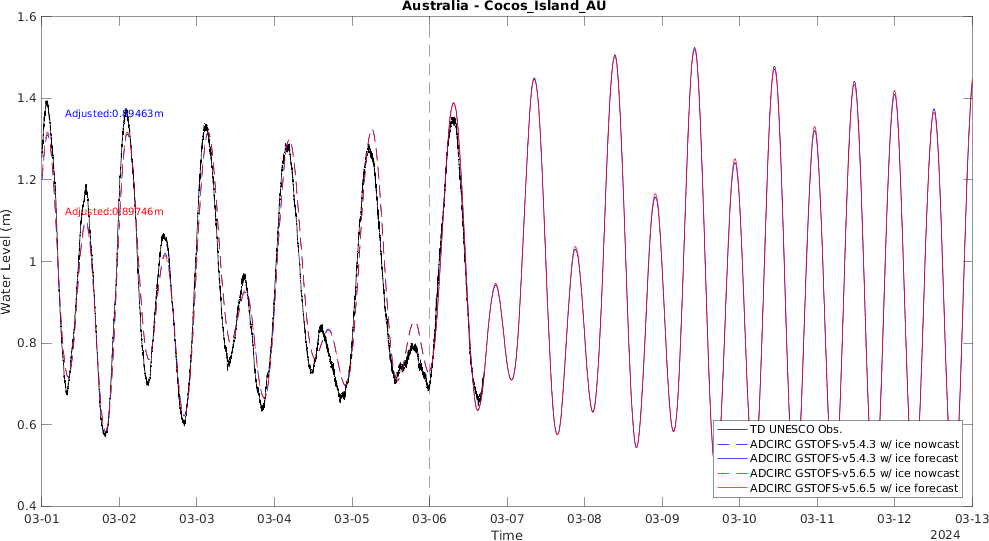 Australia - Cocos_Island_AU
1.6
1.4
1.2
1
0.8
0.6
0.4
Water Level (m)
Adjusted:0.89463m
Adjusted:0.89746m
TD UNESCO Obs.
ADCIRC GSTOFS-v5.4.3 w/ ice nowcast
ADCIRC GSTOFS-v5.4.3 w/ ice forecast
ADCIRC GSTOFS-v5.6.5 w/ ice nowcast
ADCIRC GSTOFS-v5.6.5 w/ ice forecast
03-01 03-02 03-03 03-04 03-05 03-06 03-07 03-08 03-09 03-10 03-11 03-12 03-13
Time
2024